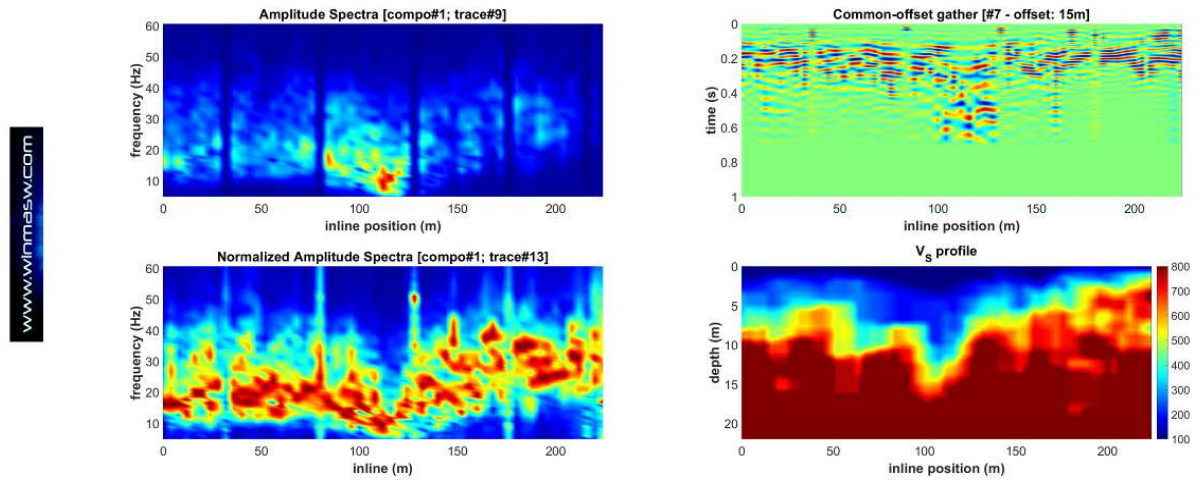 www.winmasw.com
Amplitude Spectra [compo#1; trace#9]
60
50
40
30
20
10
frequency (Hz)
0 50 100 150 200
inline position (m)
Common-offset gather [#7 - offset: 15m]
0
0.2
0.4
0.6
0.8
1
time (s)
0 50 100 150 200
inline position (m)
Normalized Amplitude Spectra [compo#1; trace#13]
60
50
40
30
20
10
frequency (Hz)
0 50 100 150 200
inline (m)
VS profile
0
5
10
15
20
depth (m)
0 50 100 150 200
inline position (m)
800
700
600
500
400
300
200
100